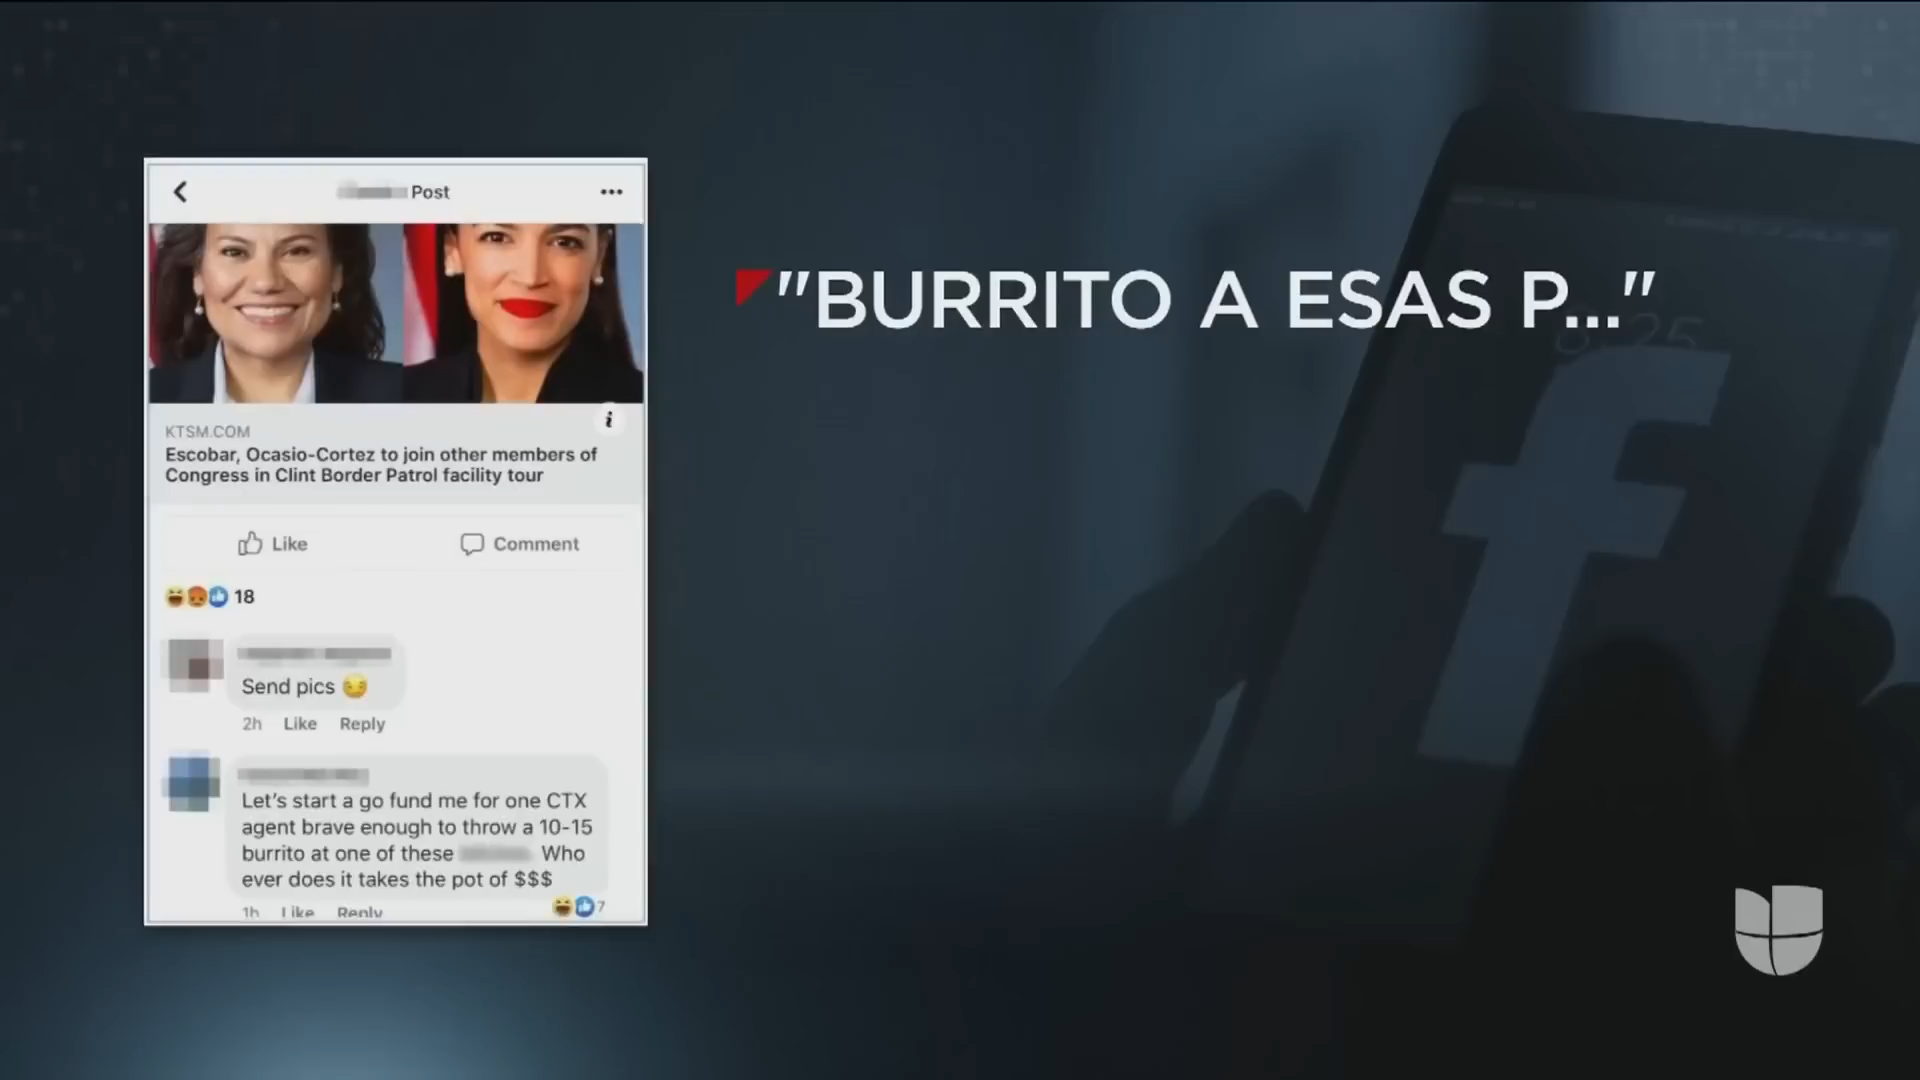 Post
KTSM.COM
Escobar, Ocasio-Cortez to join other members of
Congress in Clint Border Patrol facility tour
Like
Comment
18
Send pics 😏
2h Like Reply
Let's start a go fund me for one CTX
agent brave enough to throw a 10-15
burrito at one of these
Who
ever does it takes the pot of $$$
1h Like Reply
7
"BURRITO A ESAS P..."